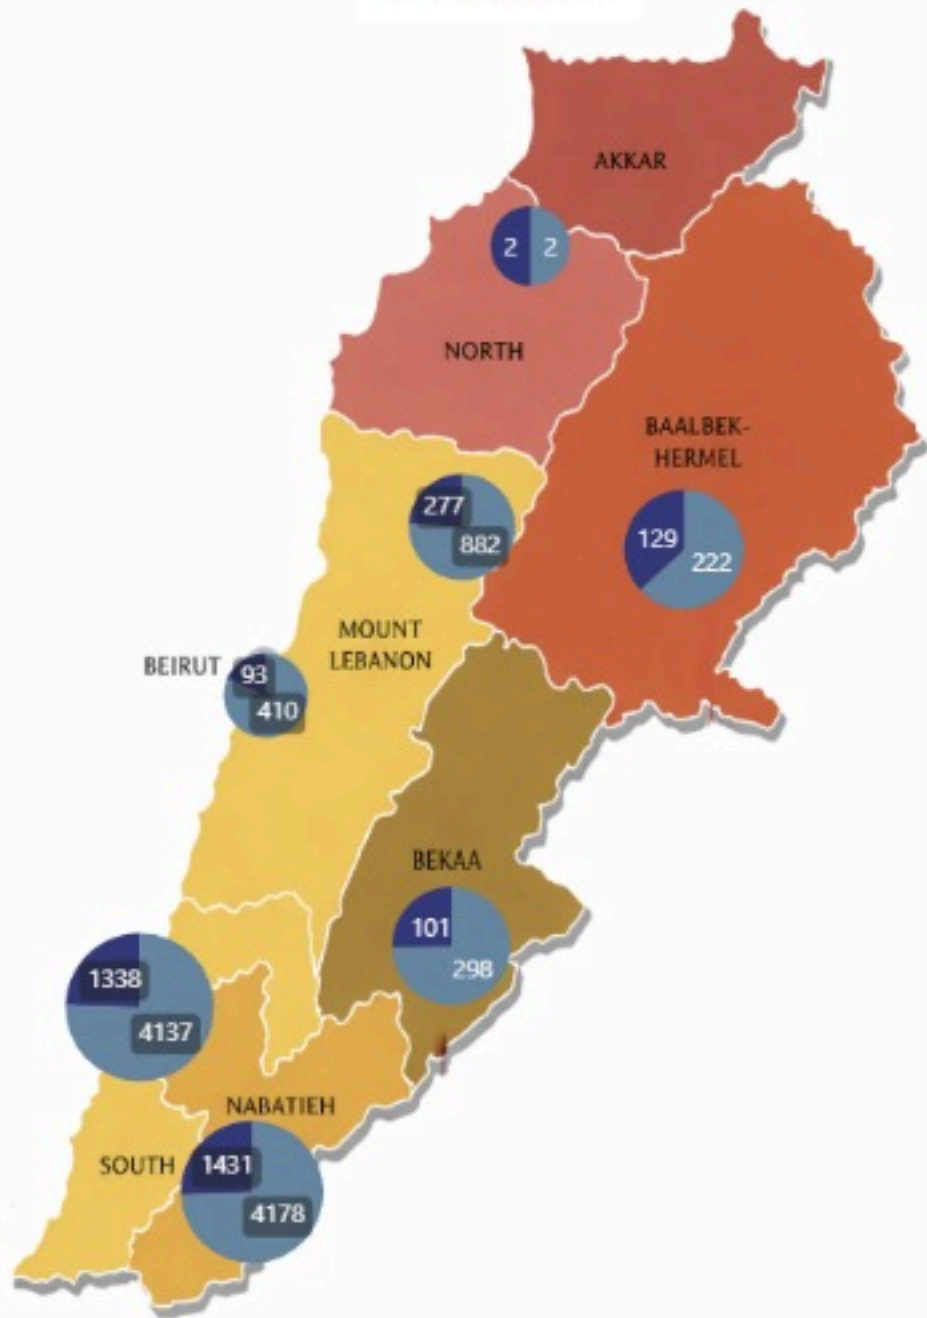 AKKAR
2 2
NORTH
BAALBEK-
HERMEL
277
882
129
222
MOUNT
LEBANON
BEIRUT
93
410
BEKAA
101
298
1338
4137
NABATIEH
SOUTH
1431
4178